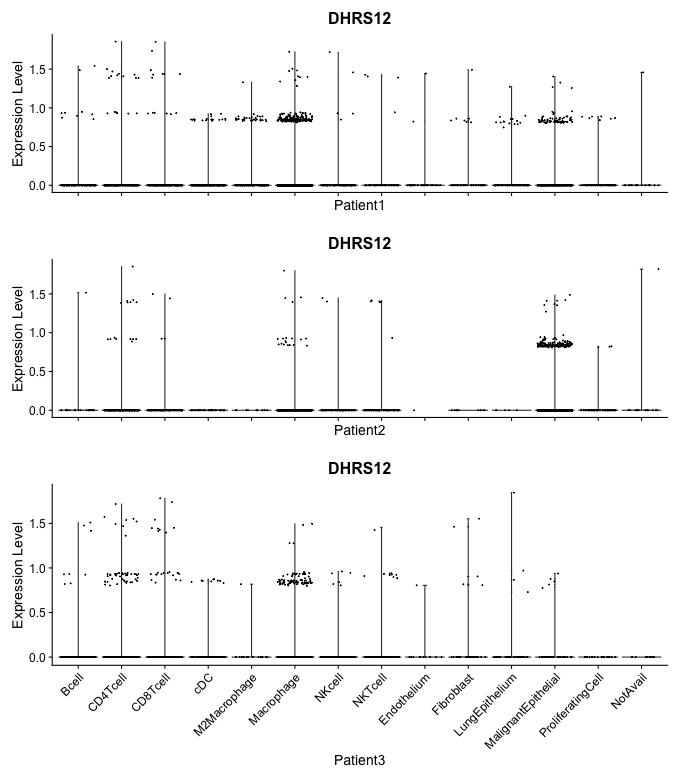 DHRS12
Expression Level
1.5
1.0
0.5
0.0
Patient1
DHRS12
Expression Level
1.5
1.0
0.5
0.0
Patient2
DHRS12
Expression Level
1.5
1.0
0.5
0.0
Bcell
CD4Tcell
CD8Tcell
cDC
M2Macrophage
Macrophage
NKcell
NKTcell
Endothelium
Fibroblast
LungEpithelium
MalignantEpithelial
ProliferatingCell
NotAvail
Patient3